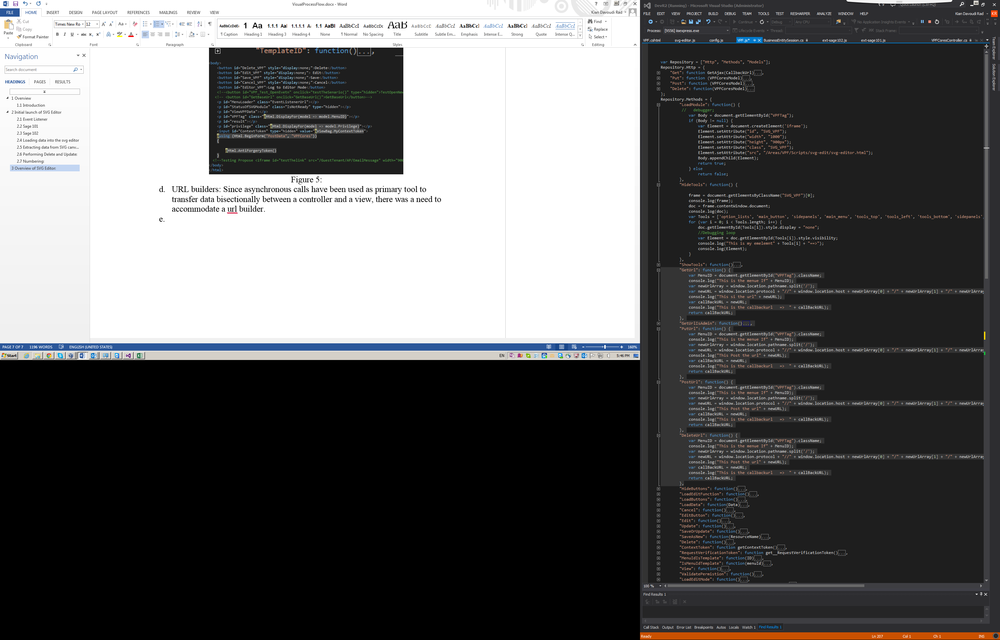 VisualProcessFlow.docx - Word
FILE HOME INSERT DESIGN PAGE LAYOUT REFERENCES MAILINGS REVIEW VIEW
Kian Davoudi Rad
Paste
Cut
Copy
Format Painter
Clipboard
Times New Ro 12
Font
Paragraph
¶ Caption Heading 1 Heading 3 Heading 4 None ¶ Normal No Spacing Title Subtitle Subtle Em... Emphasis Intense E... Strong Quote Intense Q...
Styles
Find
Replace
Select
Editing
Navigation
Search document
HEADINGS PAGES RESULTS
1 Overview
1.1 Introduction
2 Initial launch of SVG Editor
2.1 Event Listener
2.2 Sage 101
2.3 Sage 102
2.4 Loading data into the svg editor
2.5 Extracting data from SVG canv...
2.6 Performing Delete and Update:
2.7 Numbering:
3 Overview of SVG Editor:
"TemplateID": function()...,
<body>
<button id="Delete_VPF" style="display:none;">Delete</button>
<button id="Edit_VPF" style="display:none;"> Edit</button>
<button id="Save_VPF" style="display:none;">Save</button>
<button id="Cancel_VPF" style="display:none;">Cancel</button>
<button id="Editor_VPF">Log to Editor Mode</button>
<!--<button id="VPF_Test_OpenEvetn" onclick="testTheSenario()" type="hidden">TestOpenNew
<!-- <button id="GetBaseUrl" onclick="GetBaseUrl()">GetBaseUrl</button>-->
<p id="MenuLoader" class="EventListenerUrl"></p>
<p id="StatusOfSVGModule" class="IsNotReady" type="hidden"></p>
<p id="ViewVPFData"></p>
<p id="VPFTag" class="@Html.DisplayFor(model => model.MenuID)"></p>
<p id="result"></p>
<p id="privilege" class="@Html.DisplayFor(model => model.Privilege)"></p>
<input id="ContextToken" type="hidden" value="@ViewBag.MyContextToken">
@using (Html.BeginForm("PostData", "VPFCores"))
{
@Html.AntiForgeryToken()
}
<!--Testing Propose <iframe id="testThelink" src="/GuestTenant/AP/EmailMessage" width="900
</body>
</html>
Figure 5:
d. URL builders: Since asynchronous calls have been used as primary tool to
transfer data bisectionally between a controller and a view, there was a need to
accommodate a url builder.
e.
PAGE 7 OF 7 1196 WORDS ENGLISH (UNITED STATES) 160%
Start EN 5:46 PM
DevR2 (Running) - Microsoft Visual Studio (Administrator)
Quick Launch (Ctrl+Q)
FILE EDIT VIEW PROJECT BUILD DEBUG TEAM TOOLS TEST RESHARPER ANALYZE WINDOW HELP
Kian Davoudi Rad KR
Continue Debug Any CPU No Application Insights Events
Process: [9556] iisexpress.exe Lifecycle Events Thread: Stack Frame:
VPF.cshtml svg-editor.js config.js VPF.js* BusinessEntitySession.cs ext-sage102.js ext-sage101.js VPFCoresController.cs
Team Explorer
Solution Explorer
var Repository = ["Http", "Methods", "Models"];
Repository.Http = {
"Get": function GetAjax(CallbackUrl)...,
"Put": function (VPFCoresModel)...,
"Post": function (VPFCoresModel)...,
"Delete": function(VPFCoresModel)...
};
Repository.Methods = {
"LoadModule": function() {
// debugger;
var Body = document.getElementById("VPFTag");
if (Body != null) {
var Element = document.createElement('iframe');
Element.setAttribute("id", "SVG_VPF");
Element.setAttribute("width", "1000");
Element.setAttribute("height", "900px");
Element.setAttribute("class", "SVG_VPF");
Element.setAttribute("src", "/Areas/VPF/Scripts/svg-edit/svg-editor.html");
Body.appendChild(Element);
return true;
} else
return false;
},
"HideTools": function() {
frame = document.getElementsByClassName("SVG_VPF")[0];
console.log(frame);
doc = frame.contentWindow.document;
console.log(doc);
var Tools = ['option_lists', 'main_button', 'sidepanels', 'main_menu', 'tools_top', 'tools_left', 'tools_bottom', 'sidepanels',
for (var i = 0; i < Tools.length; i++) {
doc.getElementById(Tools[i]).style.display = "none";
//Debugging loop
var Element = doc.getElementById(Tools[i]).style.visibility;
console.log("This is my emelemnt" + Tools[i] + "==>");
console.log(Element);
}
},
"ShowTools": function()...,
"GetUrl": function() {
var MenuID = document.getElementById("VPFTag").className;
console.log("This is the menue If" + MenuID);
var newUrlArray = window.location.pathname.split('/');
var newURL = window.location.protocol + "//" + window.location.host + newUrlArray[0] + "/" + newUrlArray[1] + "/" + newUrlArray
console.log("This si the url" + newURL);
var callBackURL = newURL;
console.log("This is the callbackurl => " + callBackURL);
return callBackURL;
},
"GetUrlIsAdmin": function()...,
"PutUrl": function() {
var MenuID = document.getElementById("VPFTag").className;
console.log("This is the menue If" + MenuID);
var newUrlArray = window.location.pathname.split('/');
var newURL = window.location.protocol + "//" + window.location.host + newUrlArray[0] + "/" + newUrlArray[1] + "/" + newUrlArray
console.log("This Post the url" + newURL);
var callBackURL = newURL;
console.log("This is the callbackurl => " + callBackURL);
return callBackURL;
},
"PostUrl": function() {
var MenuID = document.getElementById("VPFTag").className;
console.log("This is the menue If" + MenuID);
var newUrlArray = window.location.pathname.split('/');
var newURL = window.location.protocol + "//" + window.location.host + newUrlArray[0] + "/" + newUrlArray[1] + "/" + newUrlArray
console.log("This Post the url" + newURL);
var callBackURL = newURL;
console.log("This is the callbackurl => " + callBackURL);
return callBackURL;
},
"DeleteUrl": function() {
var MenuID = document.getElementById("VPFTag").className;
console.log("This is the menue If" + MenuID);
var newUrlArray = window.location.pathname.split('/');
var newURL = window.location.protocol + "//" + window.location.host + newUrlArray[0] + "/" + newUrlArray[1] + "/" + newUrlArray
console.log("This Post the url" + newURL);
var callBackURL = newURL;
console.log("This is the callbackurl => " + callBackURL);
return callBackURL;
},
"HideButtons": function()...,
"LoadEditFunction": function()...,
"LoadButtons": function()...,
"LoadData": function(Data)...,
"Cancel": function()...,
"EditButton": function()...,
"Edit": function()...,
"Update": function()...,
"SaveOrUpdate": function()...,
"SaveAsNew": function(ResourceName)...,
"Delete": function()...,
"ContextToken": function getContextToken()...,
"RequestVerificationToken": function get__RequestVerificationToken()...,
"MenuIdIsTemplate": function(ID)...,
"IsMenuIdTemplate": function(menuId)...,
"View": function()...,
"ValidatePermistion": function()...,
"LoadEditMode": function()...,
100 %
Find Results 1
Call Stack Output Error List Breakpoints Autos Locals Watch 1 Find Results 1
Ready Ln 207 Col 1 Ch 1 INS